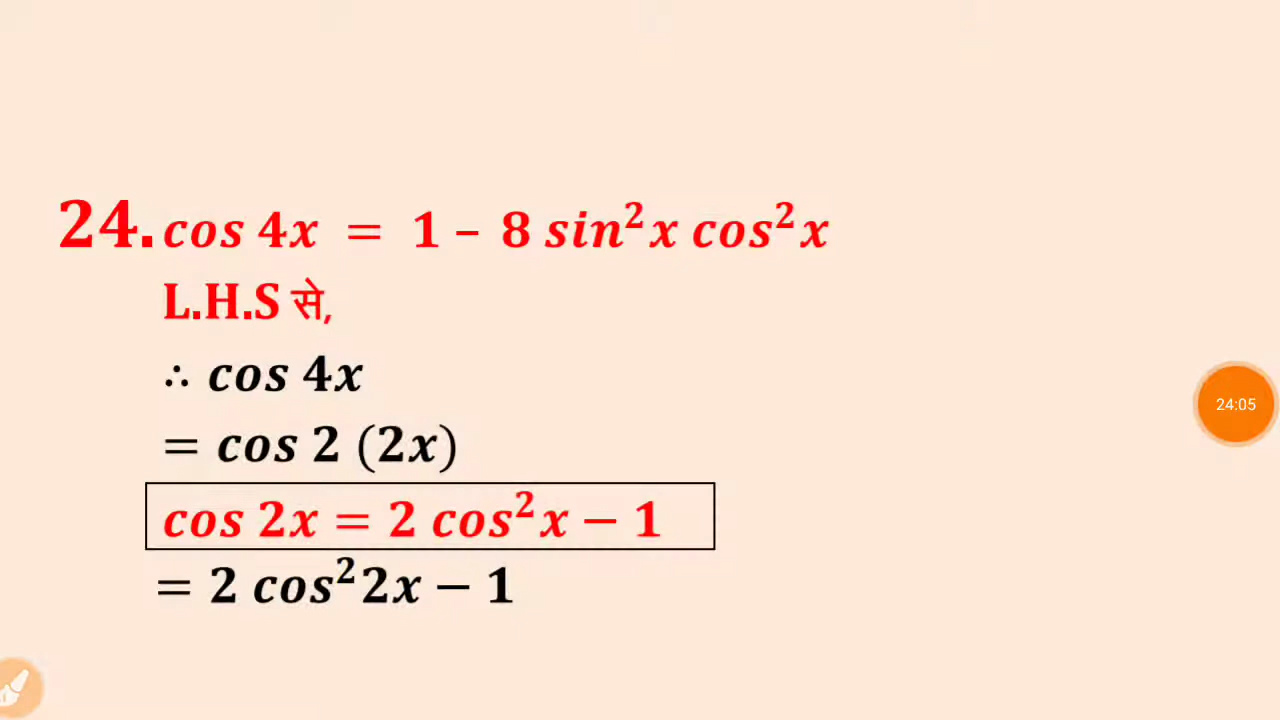 24. cos 4x = 1 – 8 sin²x cos²x
L.H.S से,
∴ cos 4x
= cos 2 (2x)
cos 2x = 2 cos²x − 1
= 2 cos²2x − 1
24:05